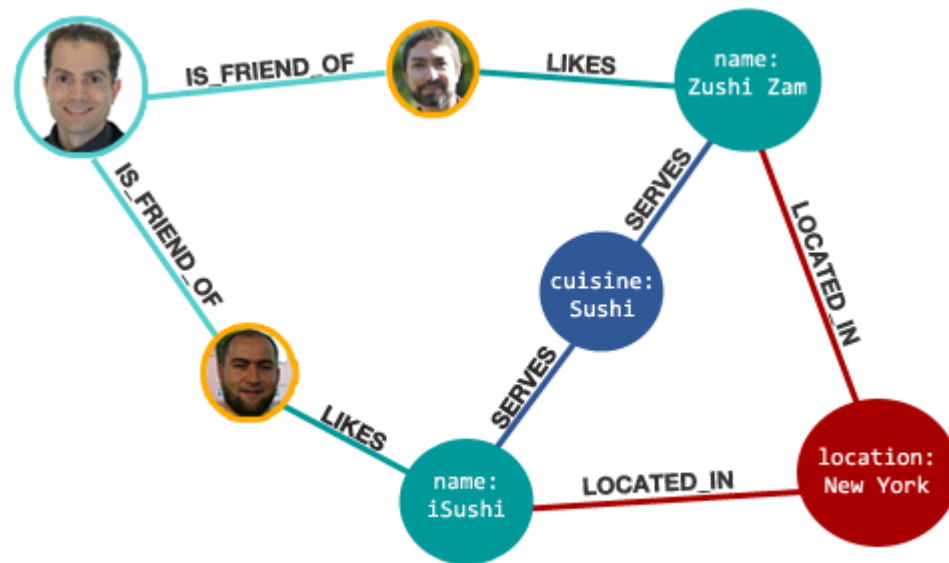 IS_FRIEND_OF
LIKES
name:
Zushi Zam
IS_FRIEND_OF
SERVES
LOCATED_IN
cuisine:
Sushi
SERVES
LIKES
name:
iSushi
LOCATED_IN
location:
New York